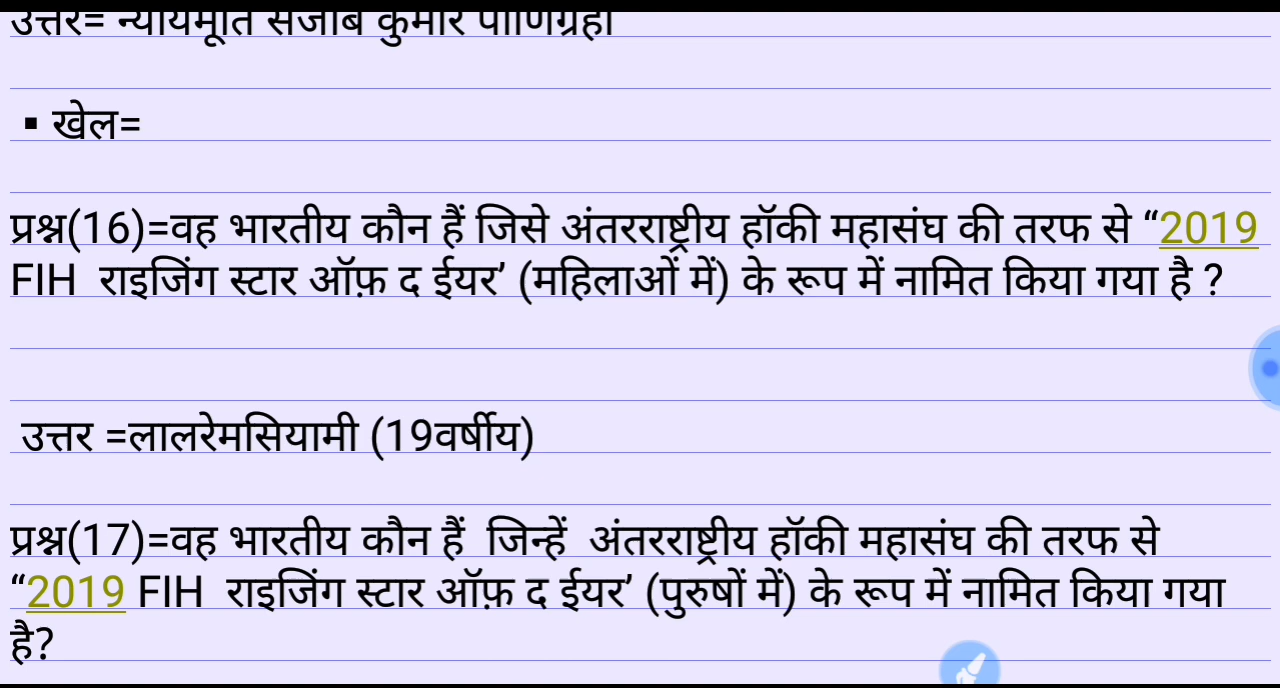 उत्तर= न्यायमूर्ति संजीब कुमार पाणिग्रही
▪ खेल=
प्रश्न(16)=वह भारतीय कौन हैं जिसे अंतरराष्ट्रीय हॉकी महासंघ की तरफ से “2019
FIH राइजिंग स्टार ऑफ़ द ईयर’ (महिलाओं में) के रूप में नामित किया गया है ?
उत्तर =लालरेमसियामी (19वर्षीय)
प्रश्न(17)=वह भारतीय कौन हैं जिन्हें अंतरराष्ट्रीय हॉकी महासंघ की तरफ से
“2019 FIH राइजिंग स्टार ऑफ़ द ईयर’ (पुरुषों में) के रूप में नामित किया गया
है?